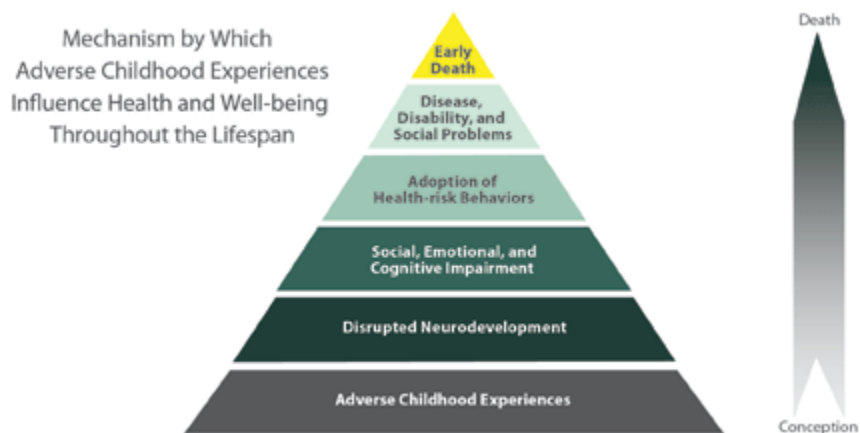 Mechanism by Which
Adverse Childhood Experiences
Influence Health and Well-being
Throughout the Lifespan
Early
Death
Disease,
Disability, and
Social Problems
Adoption of
Health-risk Behaviors
Social, Emotional, and
Cognitive Impairment
Disrupted Neurodevelopment
Adverse Childhood Experiences
Death
Conception